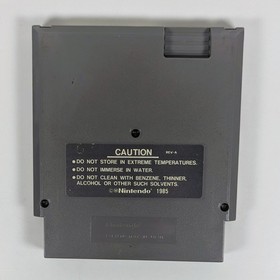 CAUTION REV-A
•DO NOT STORE IN EXTREME TEMPERATURES.
•DO NOT IMMERSE IN WATER.
•DO NOT CLEAN WITH BENZENE, THINNER,
ALCOHOL OR OTHER SUCH SOLVENTS.
©®Nintendo 1985